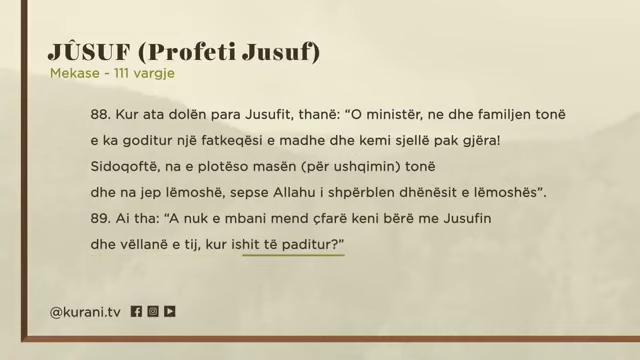 JÛSUF (Profeti Jusuf)
Mekase - 111 vargje
88. Kur ata dolën para Jusufit, thanë: “O ministër, ne dhe familjen tonë
e ka goditur një fatkeqësi e madhe dhe kemi sjellë pak gjëra!
Sidoqoftë, na e plotëso masën (për ushqimin) tonë
dhe na jep lëmoshë, sepse Allahu i shpërblen dhënësit e lëmoshës”.
89. Ai tha: “A nuk e mbani mend çfarë keni bërë me Jusufin
dhe vëllanë e tij, kur ishit të paditur?”
@kurani.tv